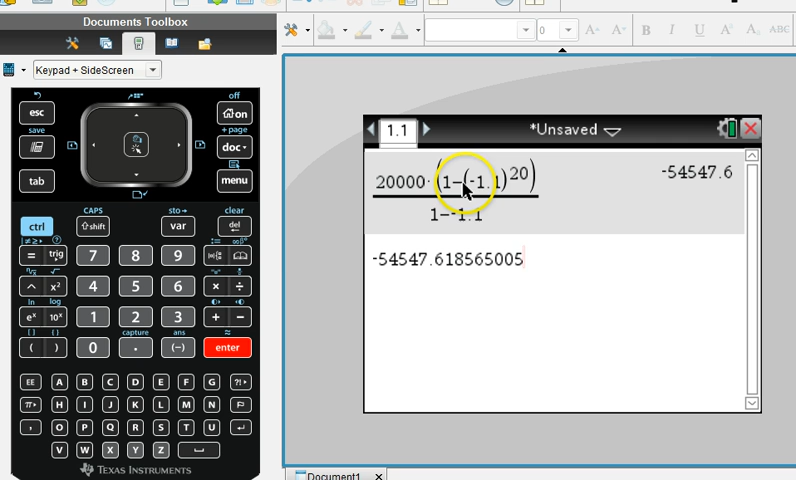 Documents Toolbox
Keypad + SideScreen
0
B I U A A ABC
1.1 *Unsaved
20000·(1-(-1.1)^20)
1--1.1
-54547.6
-54547.618565005
off
esc
on
save
+ page
doc
tab
menu
CAPS sto→ clear
ctrl shift var del
= trig 7 8 9
^ x² 4 5 6 × ÷
ln log
eˣ 10ˣ 1 2 3 + −
capture ans ≈
( ) 0 . (−) enter
EE A B C D E F G ?!
π H I J K L M N
, O P Q R S T U
V W X Y Z
TEXAS INSTRUMENTS
Document1 ×